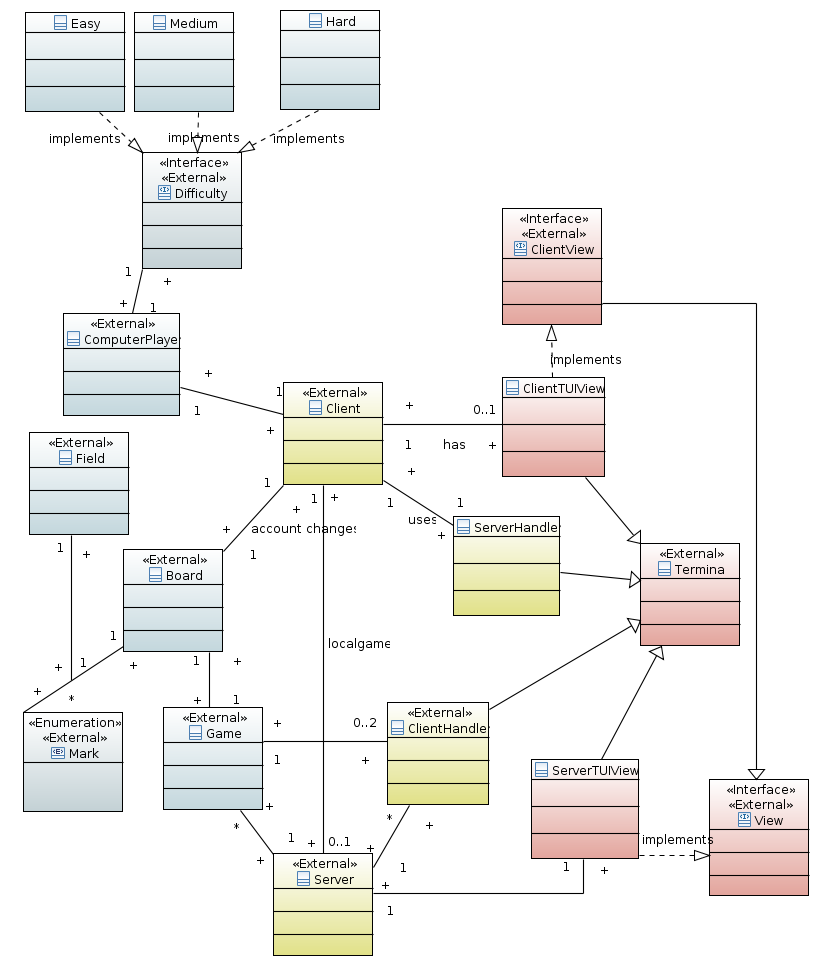 Easy
Medium
Hard
implements
implements
implements
«Interface»
«External»
Difficulty
1
+
+
1
«External»
ComputerPlaye
+
1
1
+
«External»
Client
«Interface»
«External»
ClientView
implements
ClientTUIView
+
0..1
1
has
+
+
1
uses
1
+
ServerHandle
«External»
Termina
«External»
Field
1
+
1
+
account changes
1
+
1
+
«External»
Board
localgame
1
+
1
+
+
*
1
+
1
+
+
1
«Enumeration»
«External»
Mark
«External»
Game
+
0..2
1
+
«External»
ClientHandle
ServerTUIView
implements
«Interface»
«External»
View
+
*
+
1
+
0..1
*
+
+
1
«External»
Server
+
1
1
+